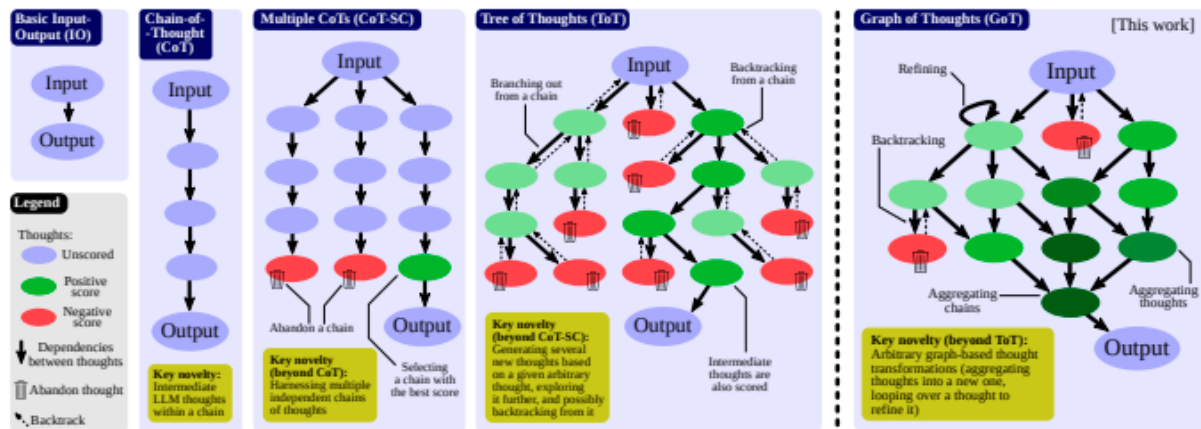 Basic Input-
Output (IO)
Input
Output
Legend
Thoughts:
Unscored
Positive
score
Negative
score
Dependencies
between thoughts
Abandon thought
Backtrack
Chain-of-
-Thought
(CoT)
Input
Output
Key novelty:
Intermediate
LLM thoughts
within a chain
Multiple CoTs (CoT-SC)
Input
Abandon a chain
Output
Selecting
a chain with
the best score
Key novelty
(beyond CoT):
Harnessing multiple
independent chains
of thoughts
Tree of Thoughts (ToT)
Input
Branching out
from a chain
Backtracking
from a chain
Output
Intermediate
thoughts are
also scored
Key novelty
(beyond CoT-SC):
Generating several
new thoughts based
on a given arbitrary
thought, exploring
it further, and possibly
backtracking from it
Graph of Thoughts (GoT)
[This work]
Refining
Input
Backtracking
Aggregating
chains
Aggregating
thoughts
Output
Key novelty (beyond ToT):
Arbitrary graph-based thought
transformations (aggregating
thoughts into a new one,
looping over a thought to
refine it)